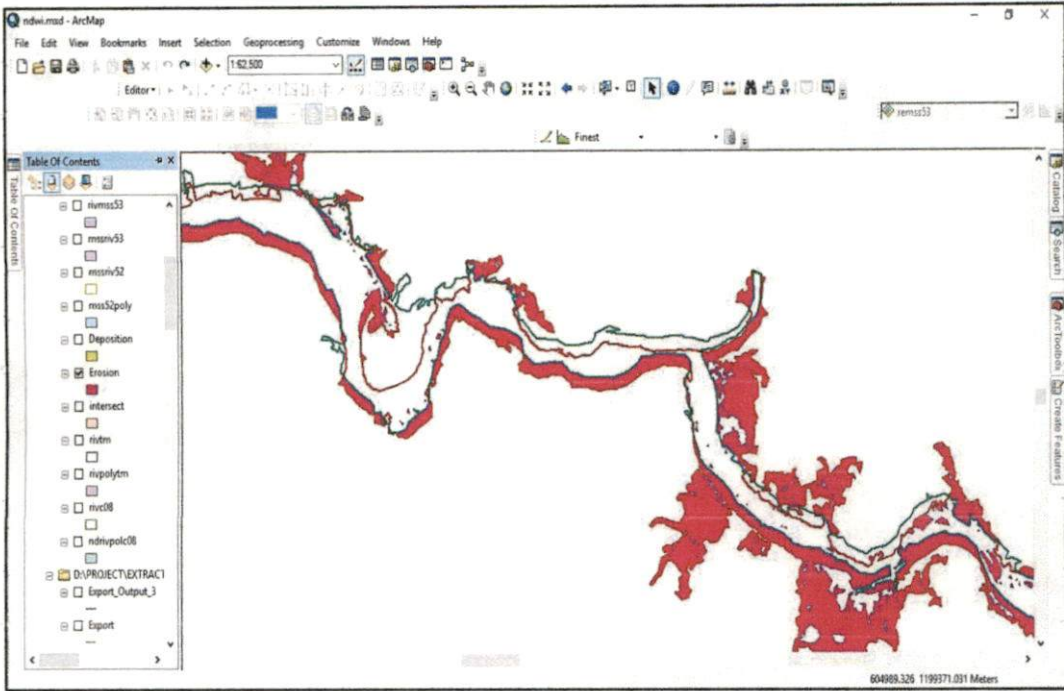 ndwi.mxd - ArcMap
File Edit View Bookmarks Insert Selection Geoprocessing Customize Windows Help
1:62,500
Editor
remss53
Finest
Table Of Contents
Table Of Contents
rivmss53
mssriv53
mssriv52
mss52poly
Deposition
Erosion
intersect
rivtm
rivpolytm
rivc08
ndrivpolc08
D:\PROJECT\EXTRACT
Export_Output_3
Export
Catalog
Search
ArcToolbox
Create Features
604989.326 1199371.031 Meters